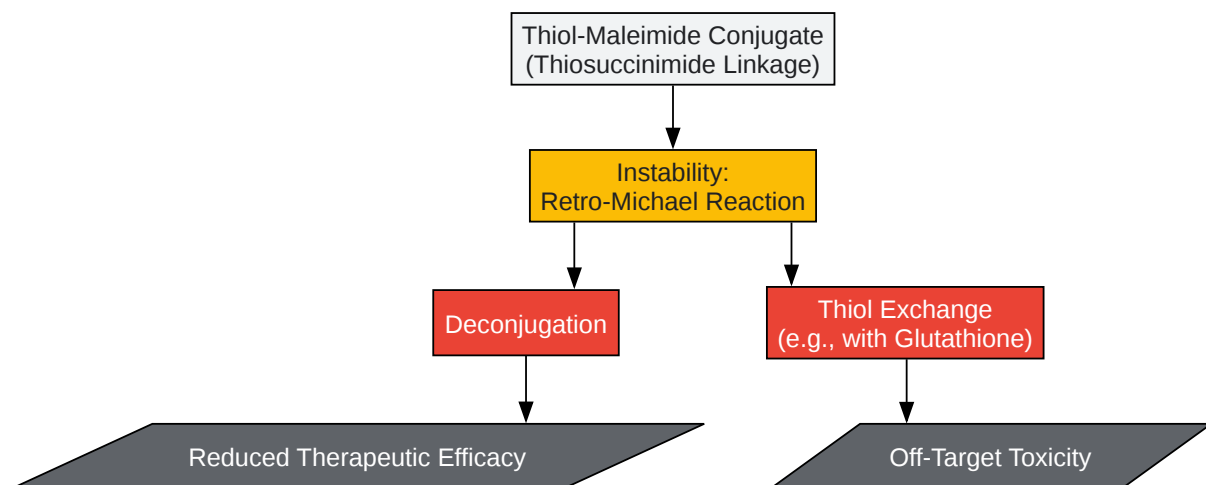 Thiol-Maleimide Conjugate
(Thiosuccinimide Linkage)
Instability:
Retro-Michael Reaction
Deconjugation
Thiol Exchange
(e.g., with Glutathione)
Reduced Therapeutic Efficacy
Off-Target Toxicity